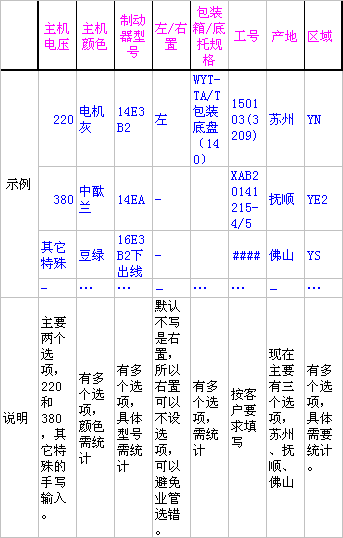 主机电压 主机颜色 制动器型号 左/右置 包装箱/底托规格 工号 产地 区域
示例
220 电机灰 14E3B2 左 WYT-TA/T包装底盘（140） 150103(3209) 苏州 YN
380 中酞兰 14EA – XAB20141215-4/5 抚顺 YE2
其它特殊 豆绿 16E3B2下出线 – #### 佛山 YS
– … … – … … – …
说明
主要两个选项，220和380，其它特殊的手写输入。
有多个选项，颜色需统计
有多个选项，具体型号需统计
默认不写是右置，所以右置可以不设选项，可以避免业管选错。
有多个选项，需统计
按客户要求填写
现在主要有三个选项，苏州、抚顺、佛山
有多个选项，具体需要统计。